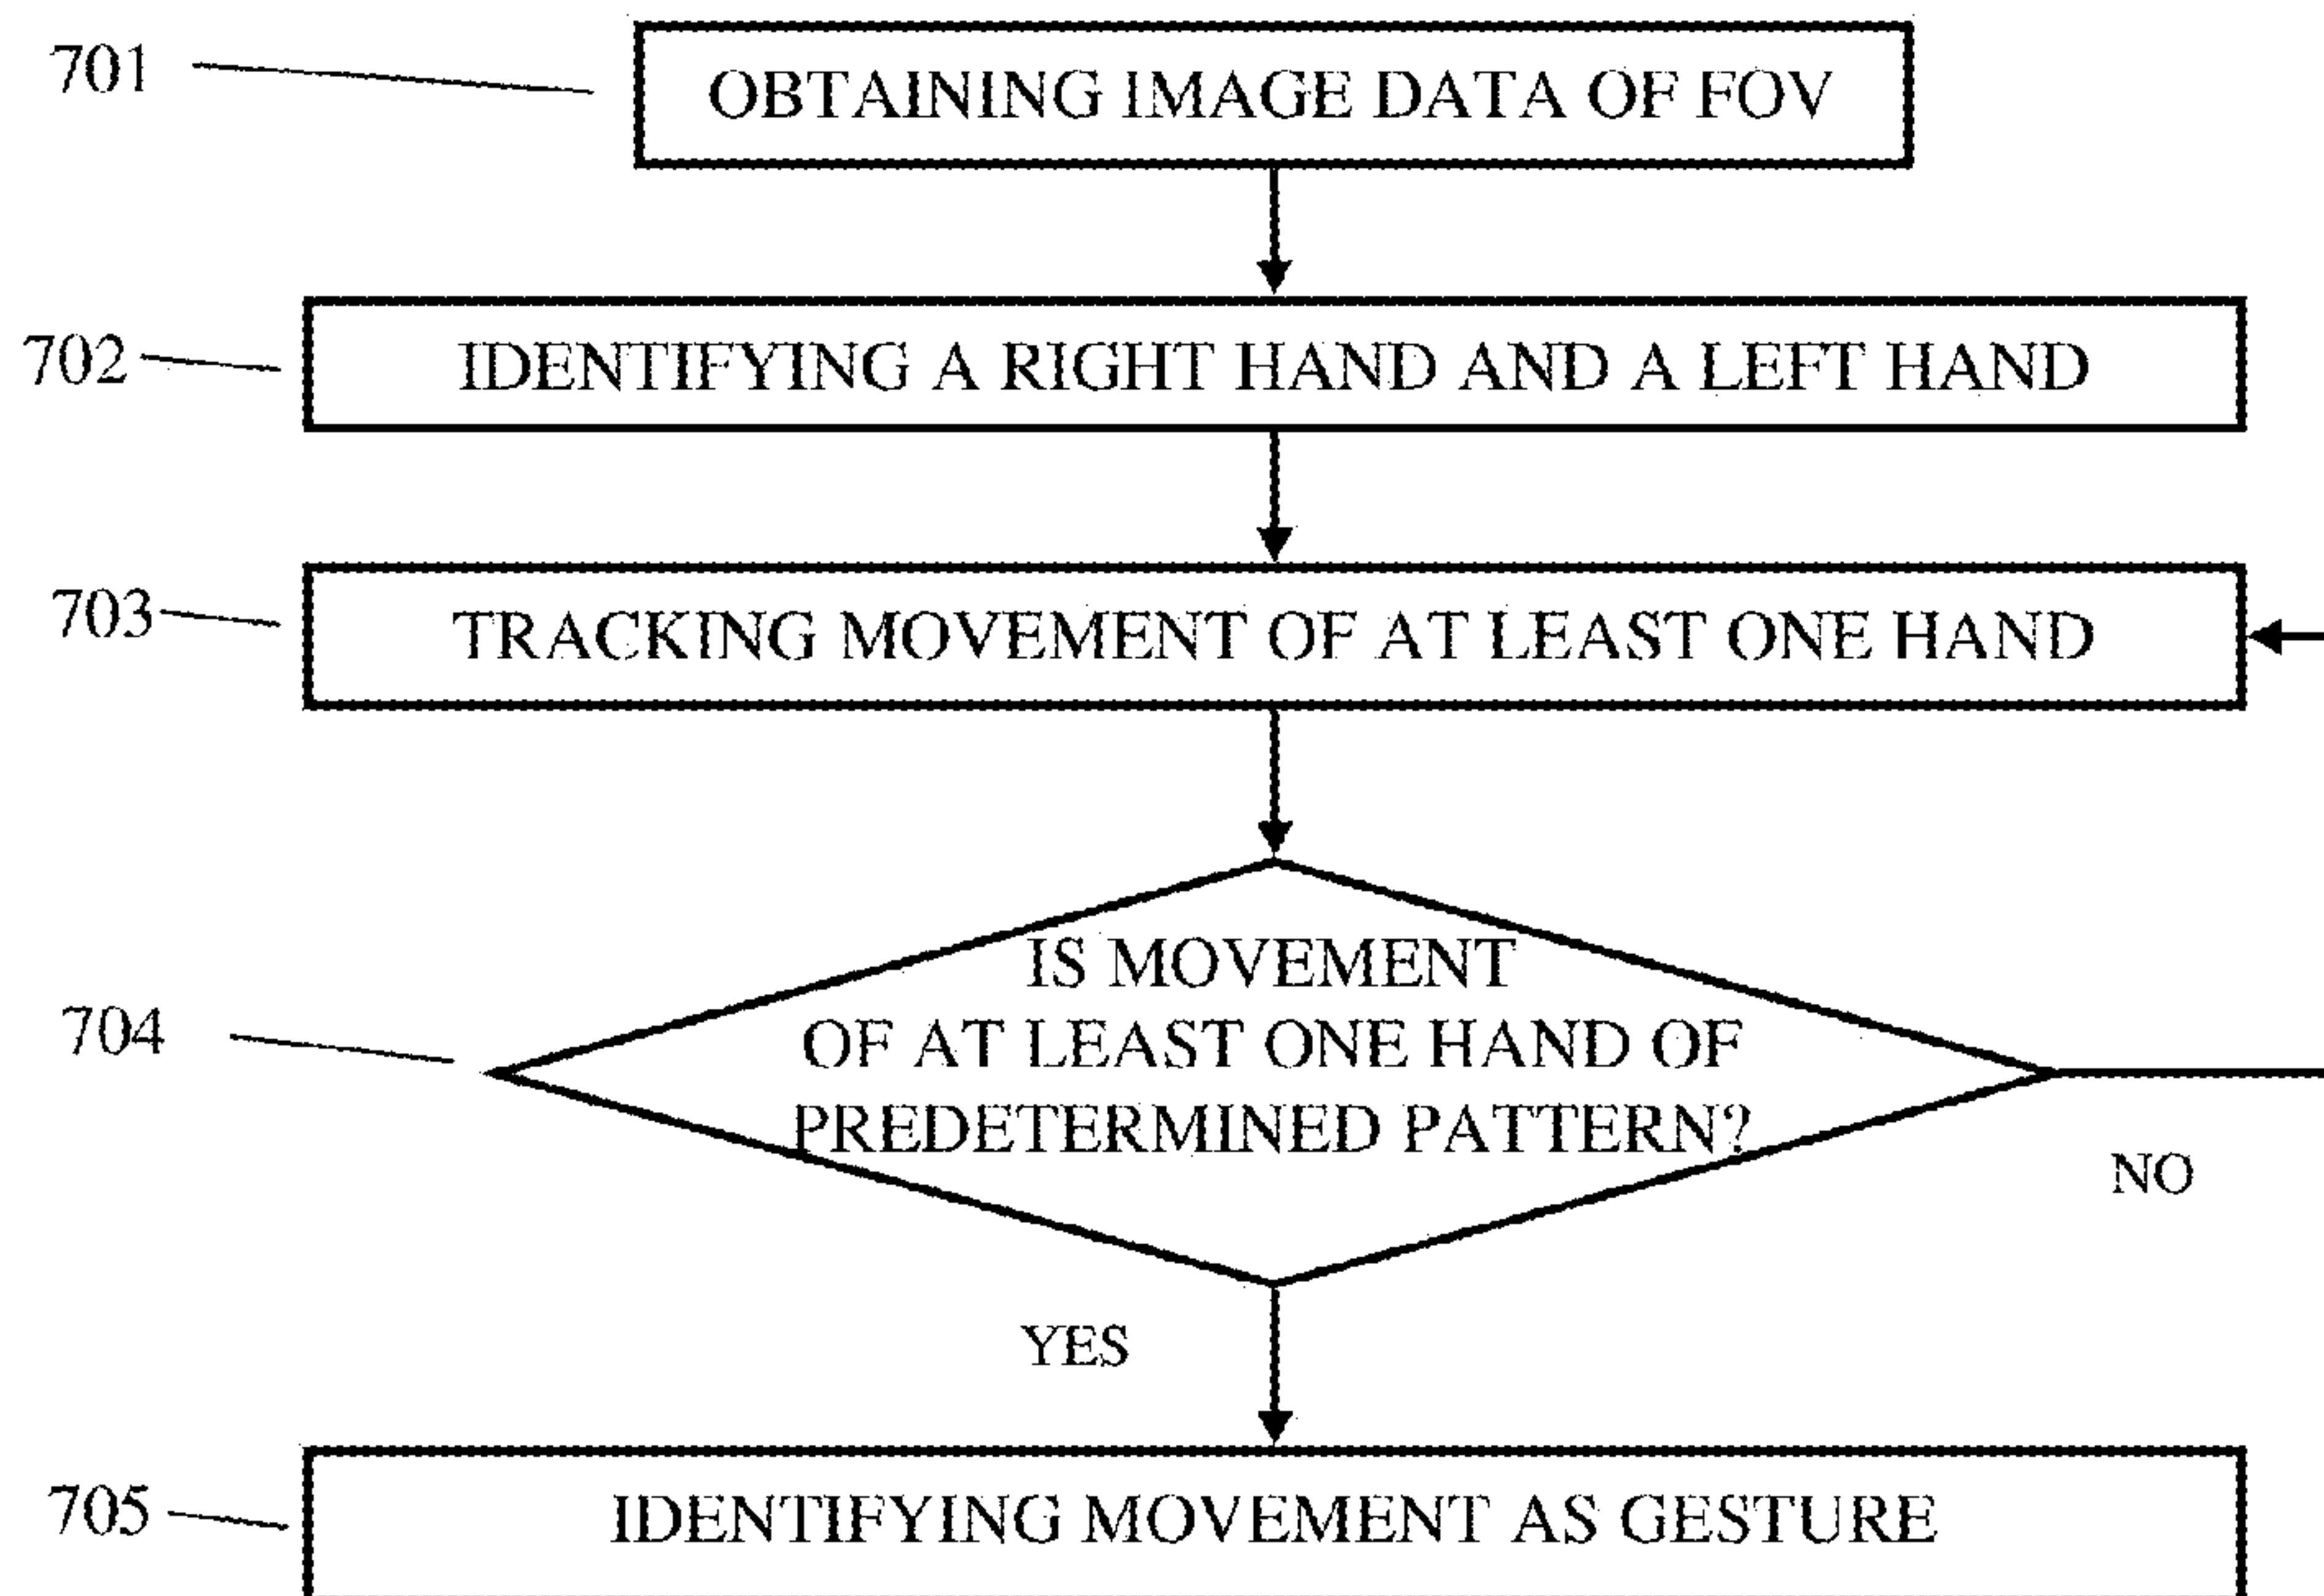 701
OBTAINING IMAGE DATA OF FOV
702
IDENTIFYING A RIGHT HAND AND A LEFT HAND
703
TRACKING MOVEMENT OF AT LEAST ONE HAND
704
IS MOVEMENT
OF AT LEAST ONE HAND OF
PREDETERMINED PATTERN?
NO
YES
705
IDENTIFYING MOVEMENT AS GESTURE